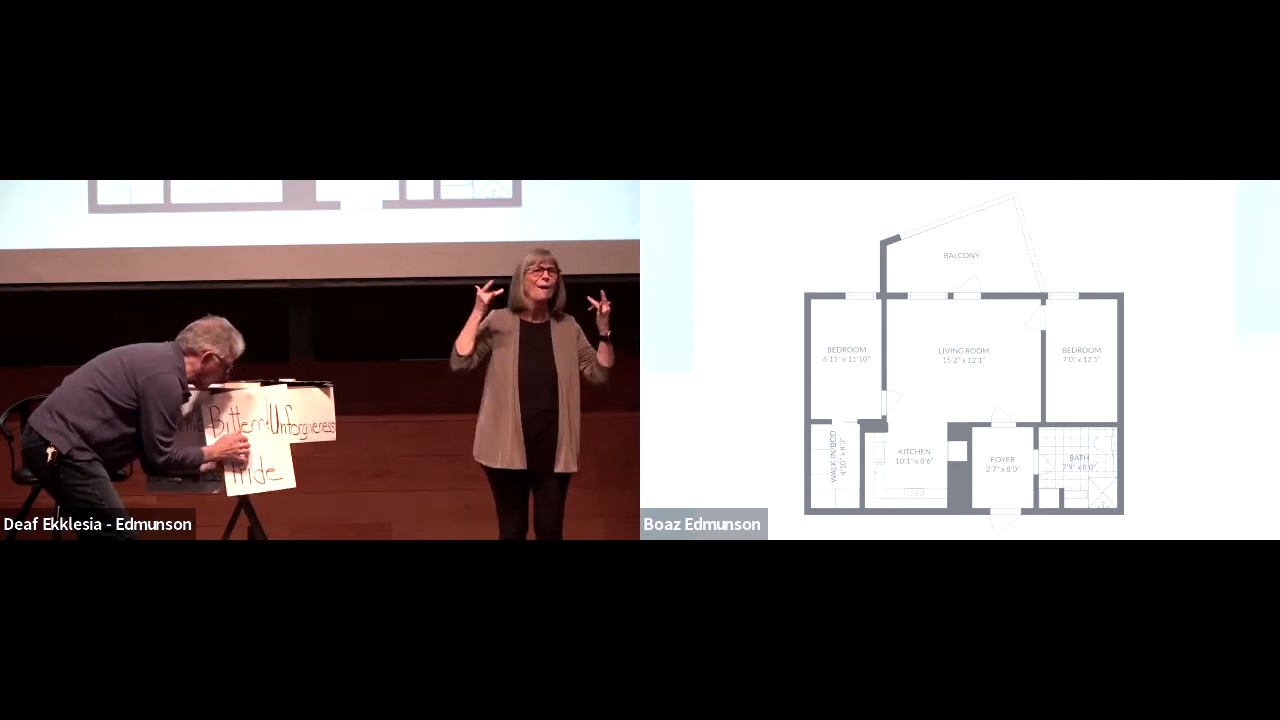 Bitter
Unforgiveness
Pride
Deaf Ekklesia - Edmunson
BALCONY
BEDROOM
6'11" x 11'10"
LIVING ROOM
15'2" x 12'1"
BEDROOM
7'0" x 12'1"
WALK IN/BOD
4'10" x 8'3"
KITCHEN
10'1" x 8'6"
FOYER
2'7" x 8'0"
BATH
7'9" x 8'0"
Boaz Edmunson